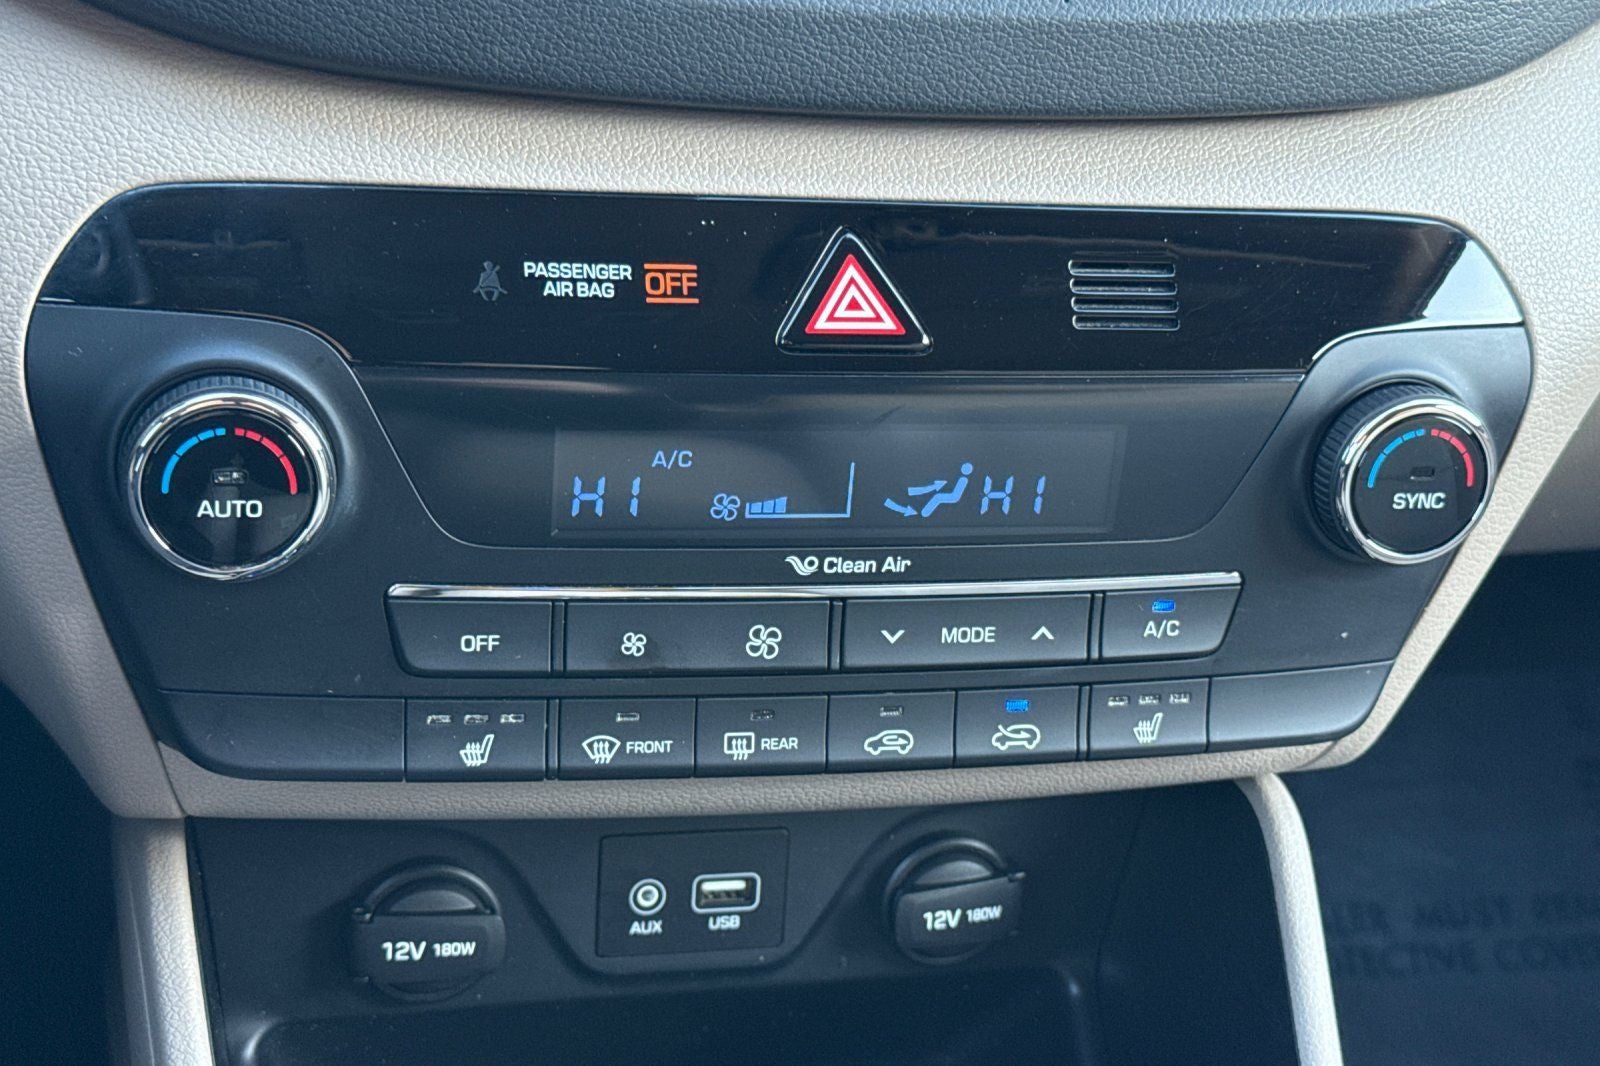 PASSENGER
AIR BAG
OFF
A/C
HI
HI
AUTO
SYNC
Clean Air
OFF
MODE
A/C
FRONT
REAR
AUX
USB
12V 180W
12V 180W